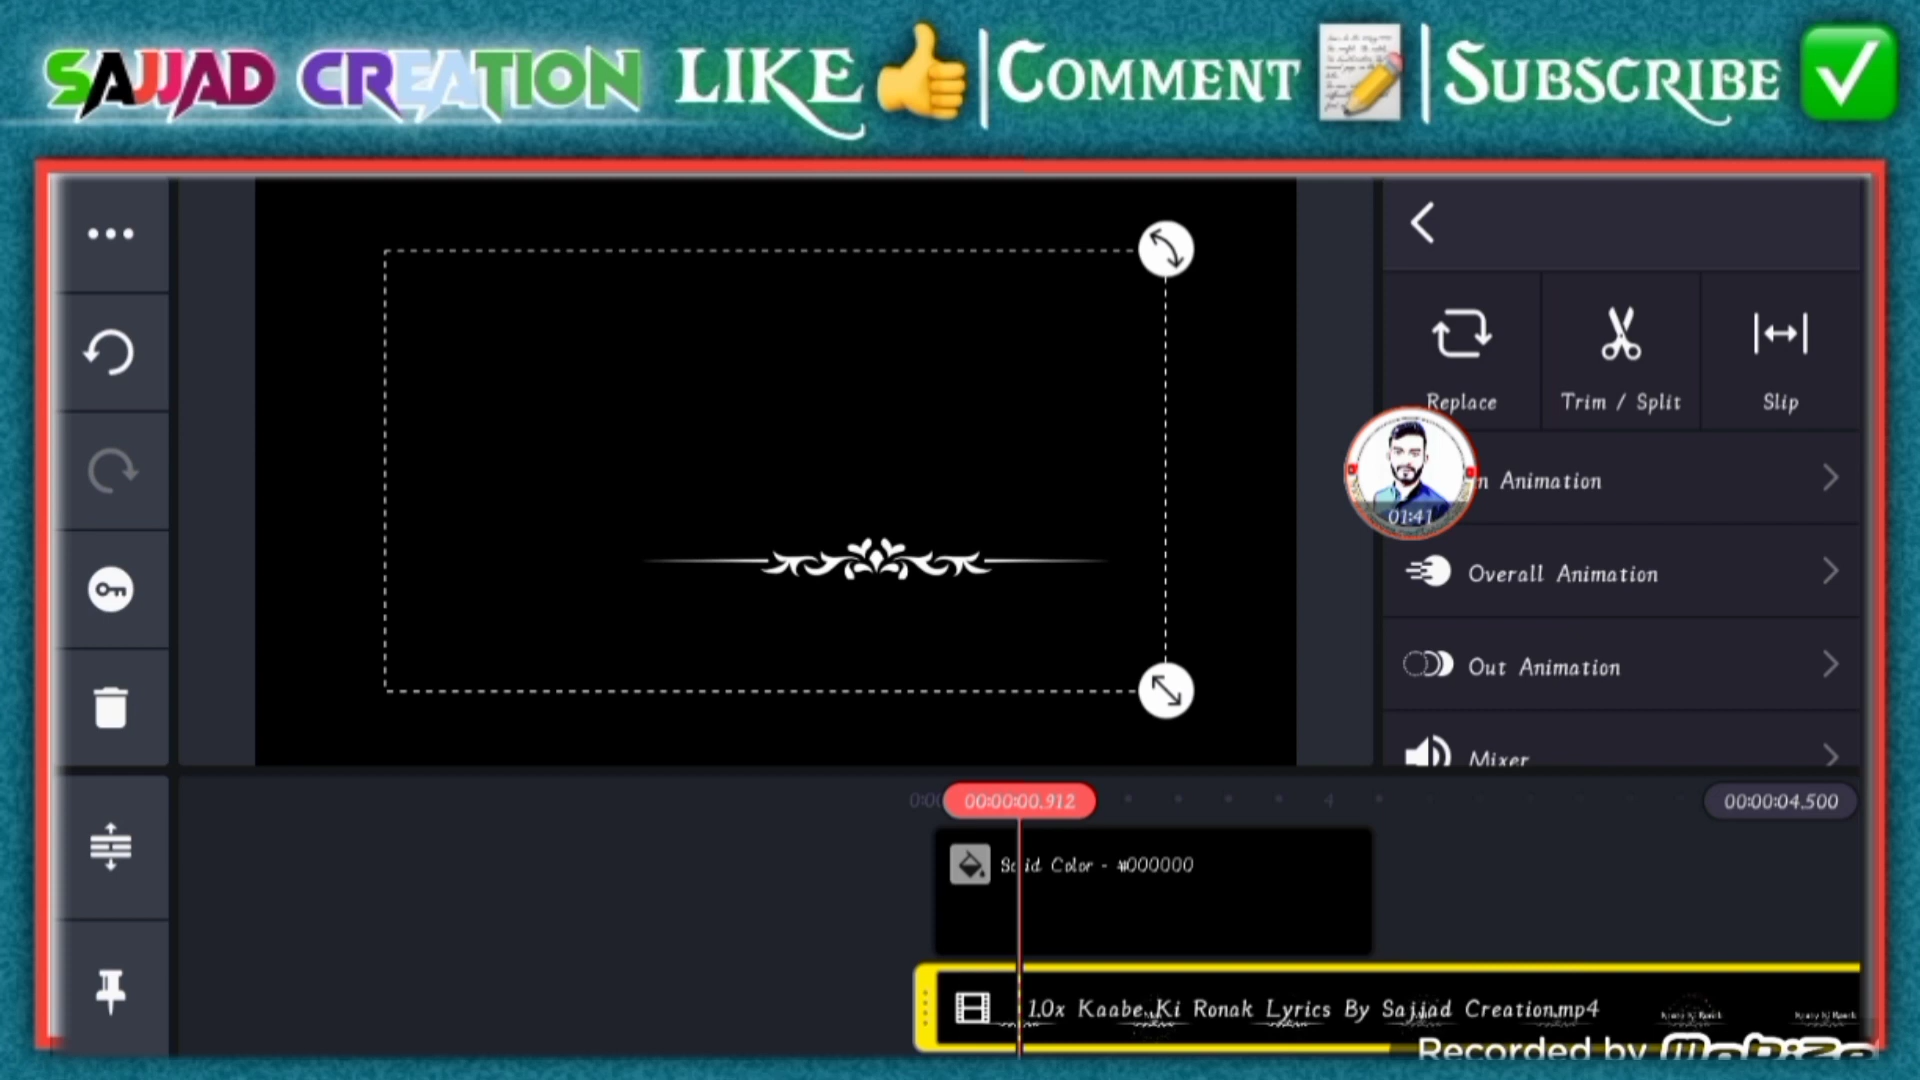 SAJJAD CREATION LIKE | COMMENT | SUBSCRIBE
Replace
Trim / Split
Slip
n Animation
01:41
Overall Animation
Out Animation
Mixer
00:00:00.912
4
00:00:04.500
Solid Color - #000000
1.0x Kaabe Ki Ronak Lyrics By Sajjad Creation.mp4
Recorded by Mobizen